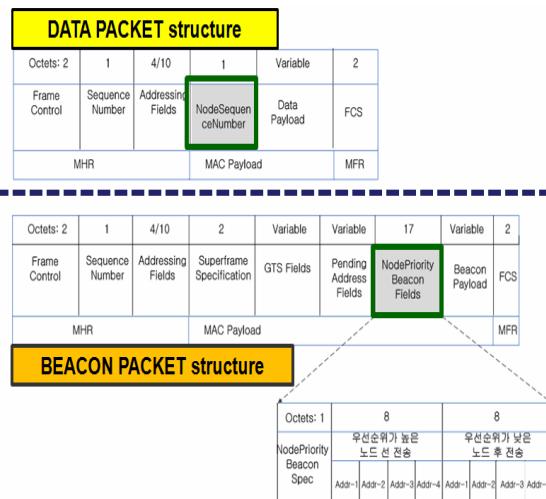 DATA PACKET structure
Octets: 2 1 4/10 1 Variable 2
Frame Control Sequence Number Addressing Fields NodeSequenceNumber Data Payload FCS
MHR MAC Payload MFR
Octets: 2 1 4/10 2 Variable Variable 17 Variable 2
Frame Control Sequence Number Addressing Fields Superframe Specification GTS Fields Pending Address Fields NodePriority Beacon Fields Beacon Payload FCS
MHR MAC Payload MFR
BEACON PACKET structure
Octets: 1 8 8
NodePriority Beacon Spec 우선순위가 높은 노드 선 전송 우선순위가 낮은 노드 후 전송
Addr-1 Addr-2 Addr-3 Addr-4 Addr-1 Addr-2 Addr-3 Addr-